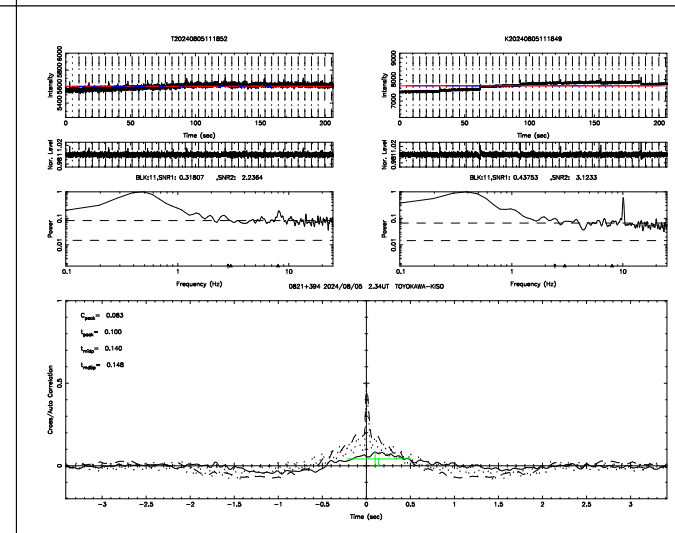 T20240805111852
K20240805111849
Intensity
5400 5600 5800 6000
0 50 100 150 200
Time (sec)
Intensity
7000 8000 9000
0 50 100 150 200
Time (sec)
Nor. Level
0.98 1 1.02
Nor. Level
0.98 1 1.02
BLK:11,SNR1: 0.31807 ,SNR2: 2.2364
BLK:11,SNR1: 0.43753 ,SNR2: 3.1233
Power
0.01 0.1 1
0.1 1 10
Frequency (Hz)
Power
0.01 0.1 1
0.1 1 10
Frequency (Hz)
0821+394 2024/08/05 2.34UT TOYOKAWA-KISO
Cpeak= 0.083
tpeak= 0.100
tmidp= 0.140
tmdlp= 0.148
Cross/Auto Correlation
0 0.5 1
-3 -2.5 -2 -1.5 -1 -0.5 0 0.5 1 1.5 2 2.5 3
Time (sec)